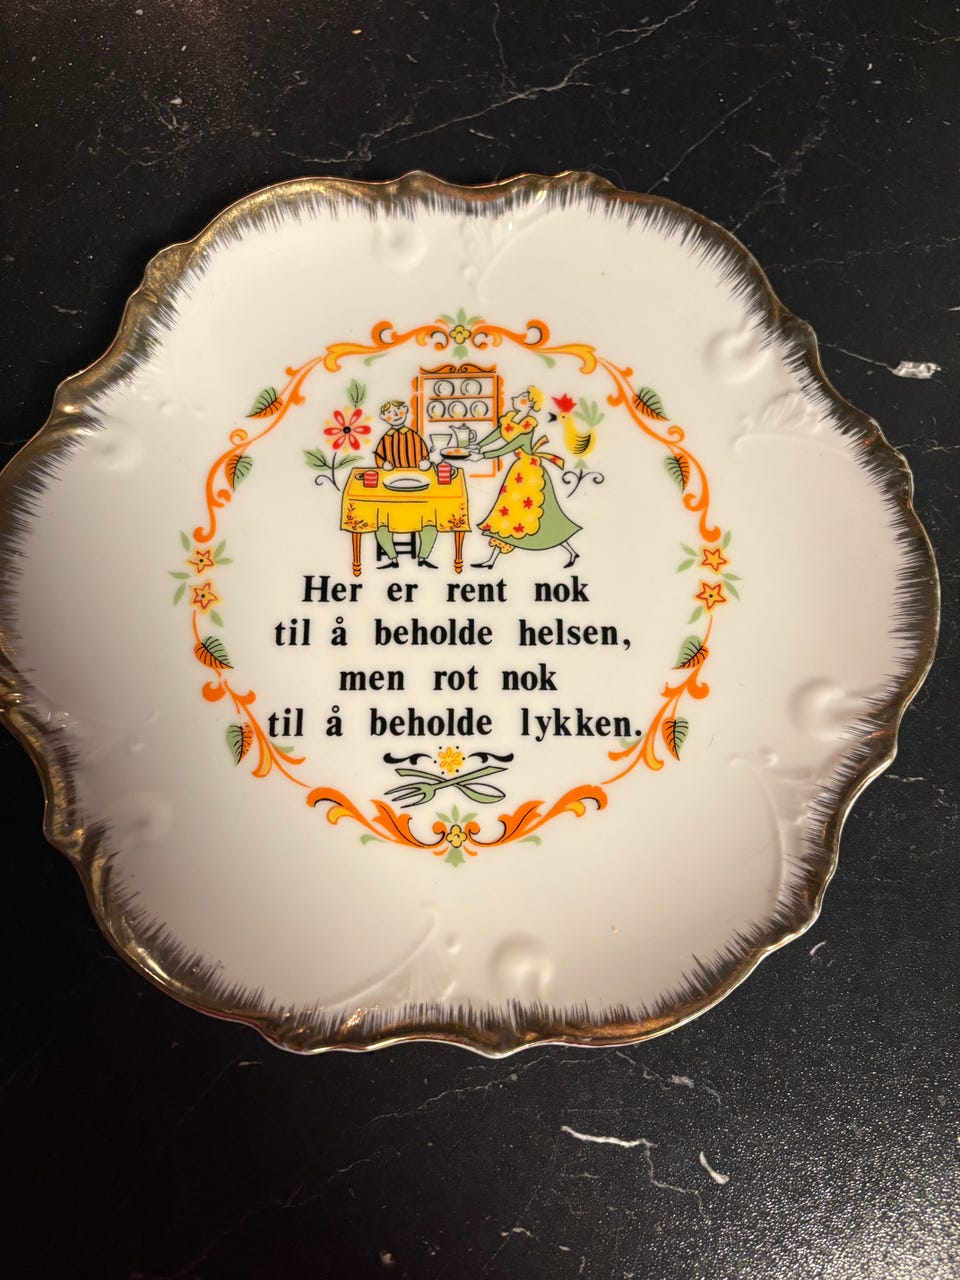 Her er rent nok
til å beholde helsen,
men rot nok
til å beholde lykken.